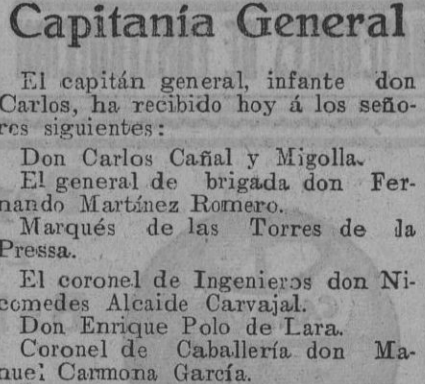 Capitanía General
El capitán general, infante don
Carlos, ha recibido hoy á los seño-
res siguientes:
Don Carlos Cañal y Migolla.
El general de brigada don Fer-
nando Martínez Romero.
Marqués de las Torres de la
Pressa.
El coronel de Ingenieros don Ni-
comedes Alcaide Carvajal.
Don Enrique Polo de Lara.
Coronel de Caballería don Ma-
nuel Carmona García.